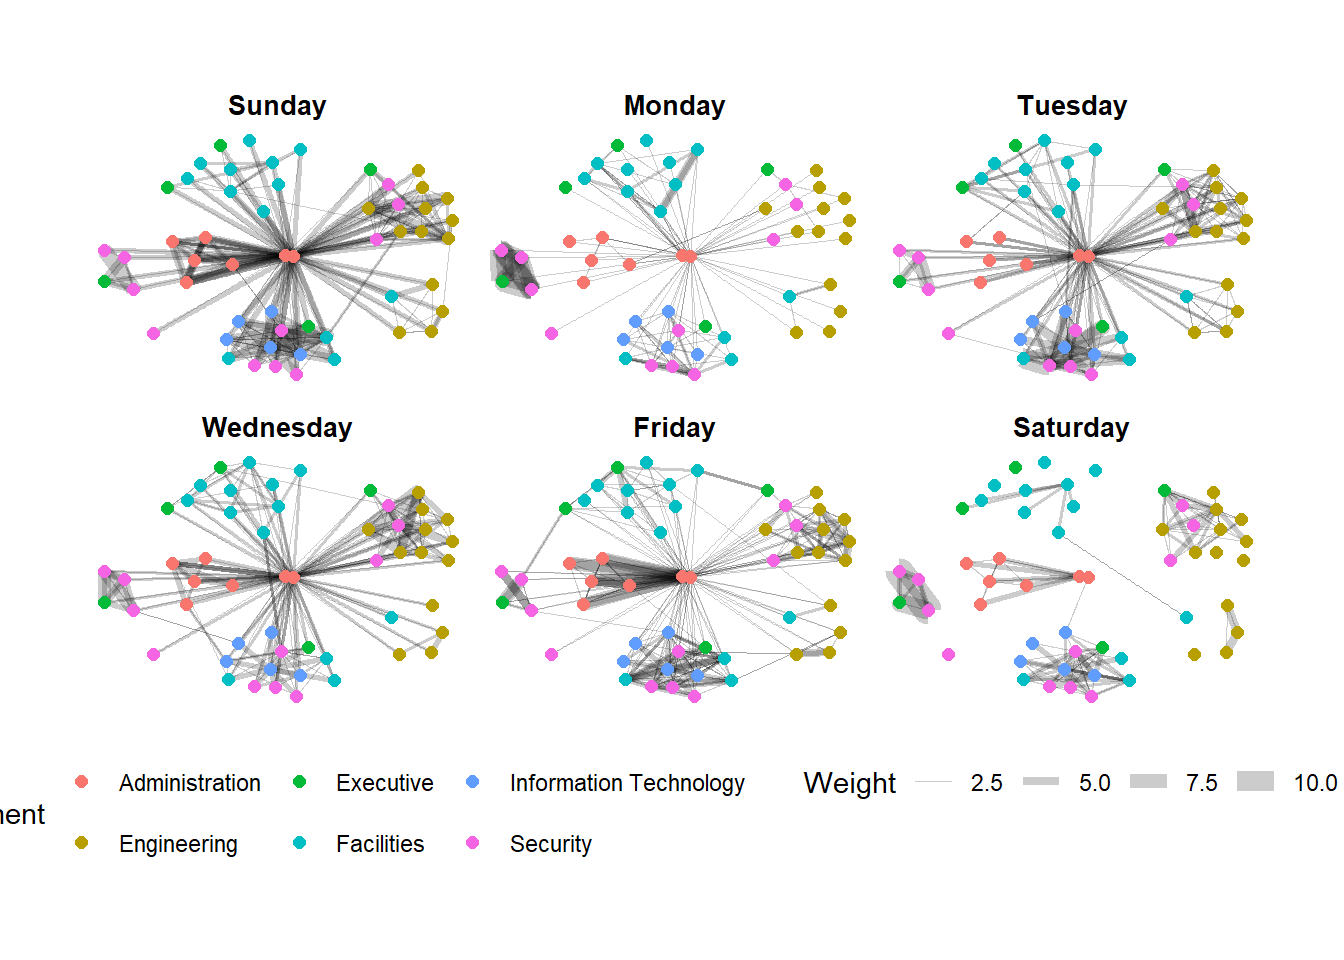 Sunday
Monday
Tuesday
Wednesday
Friday
Saturday
Administration Executive Information Technology Weight 2.5 5.0 7.5 10.0
Engineering Facilities Security